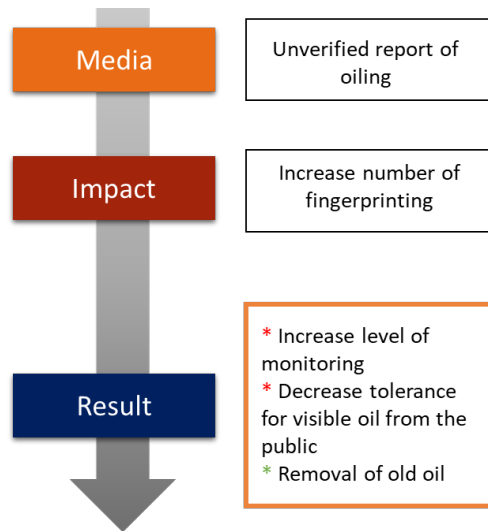 Media
Unverified report of
oiling
Impact
Increase number of
fingerprinting
Result
* Increase level of
monitoring
* Decrease tolerance
for visible oil from the
public
* Removal of old oil